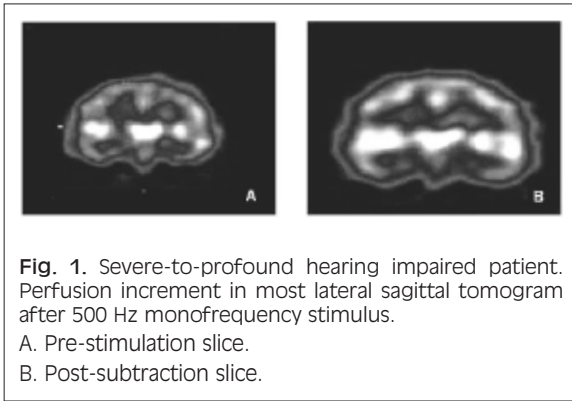 A
B
Fig. 1. Severe-to-profound hearing impaired patient.
Perfusion increment in most lateral sagittal tomogram
after 500 Hz monofrequency stimulus.
A. Pre-stimulation slice.
B. Post-subtraction slice.